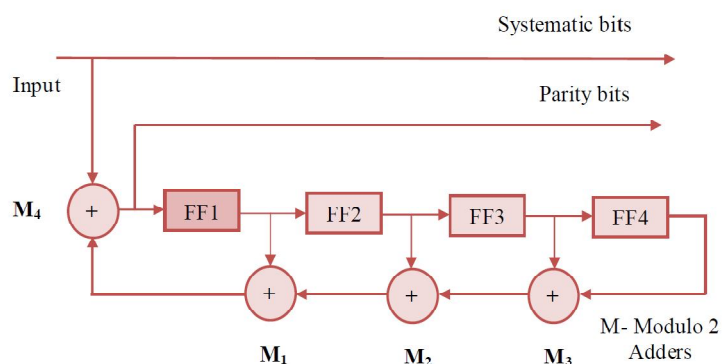 Systematic bits
Input
Parity bits
M4
+
FF1
FF2
FF3
FF4
+
+
+
M1
M2
M3
M- Modulo 2
Adders